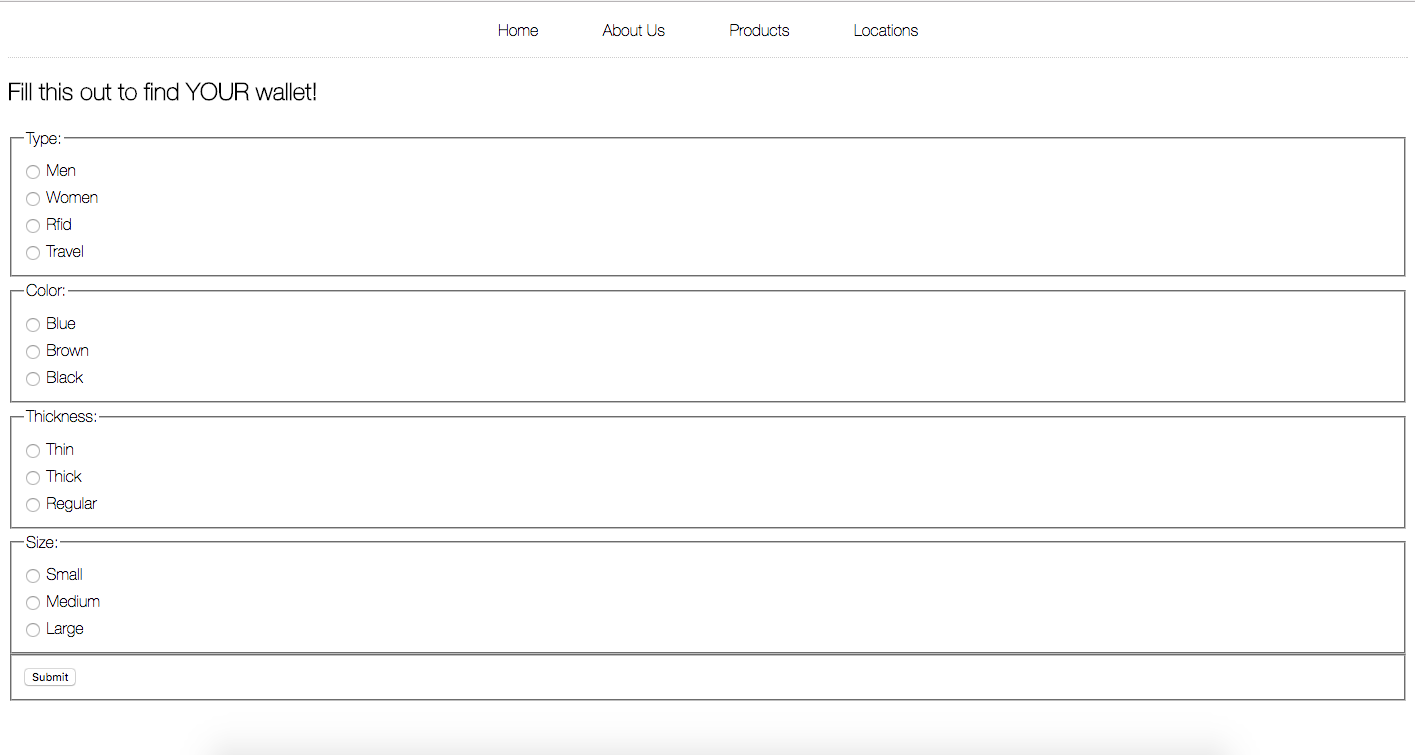 Home About Us Products Locations
Fill this out to find YOUR wallet!
Type:
Men
Women
Rfid
Travel
Color:
Blue
Brown
Black
Thickness:
Thin
Thick
Regular
Size:
Small
Medium
Large
Submit